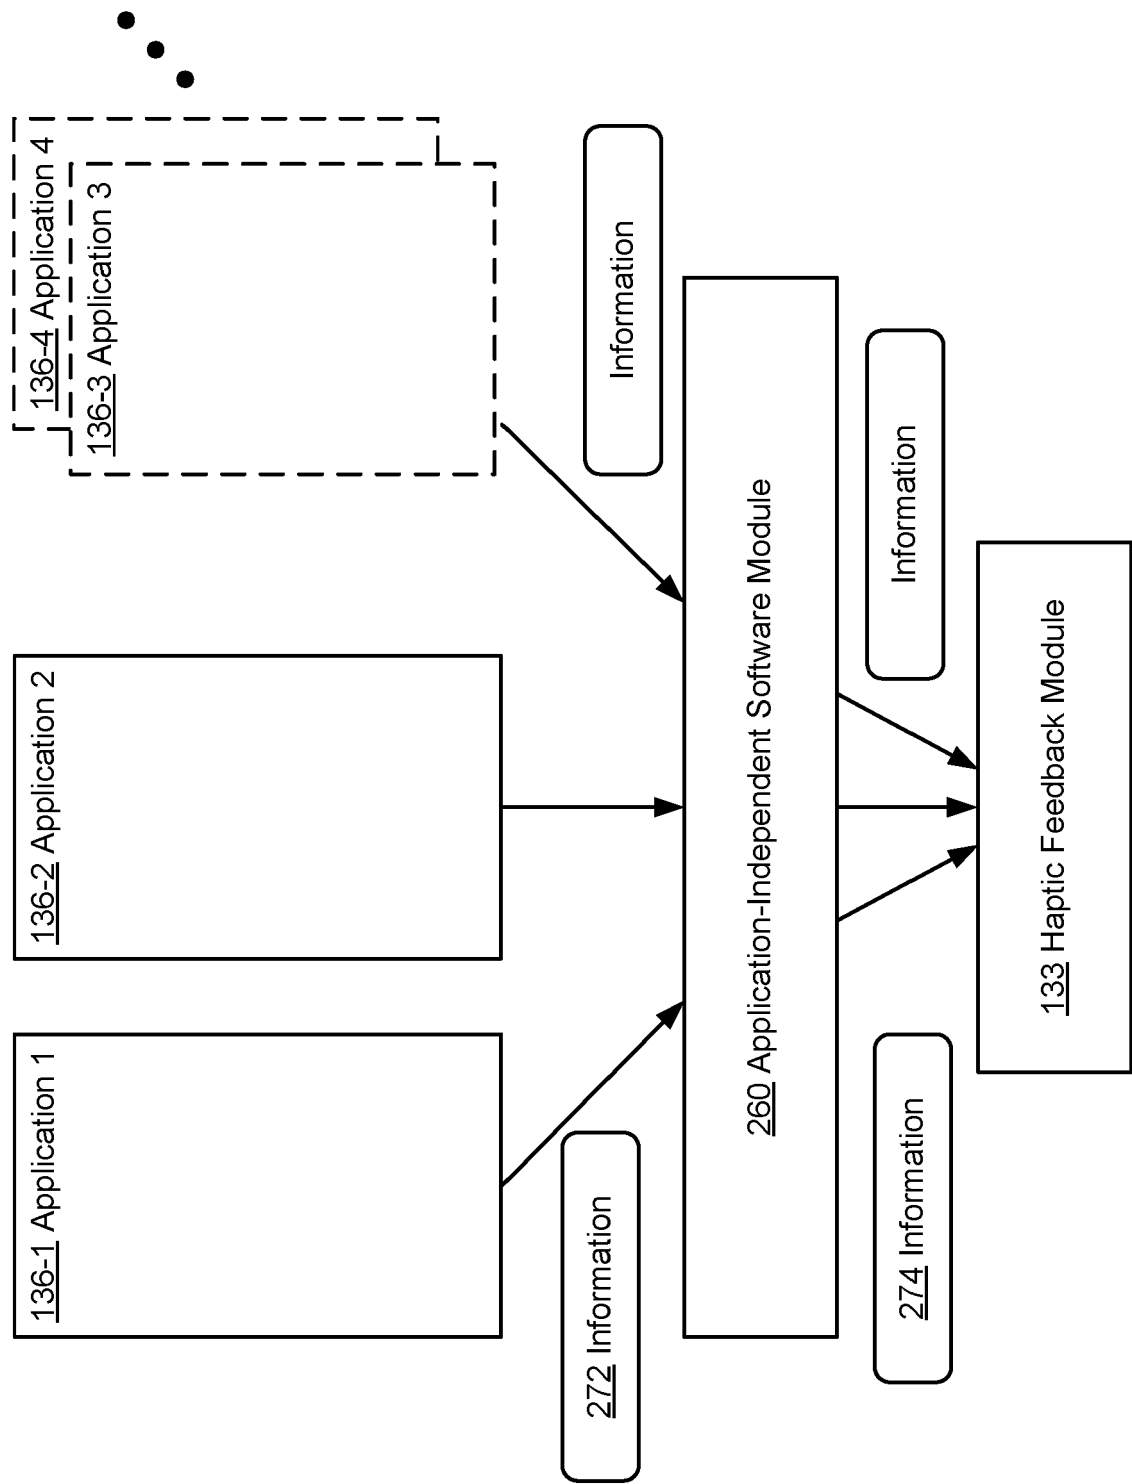 136-1 Application 1
136-2 Application 2
136-4 Application 4
136-3 Application 3
272 Information
Information
260 Application-Independent Software Module
274 Information
Information
133 Haptic Feedback Module